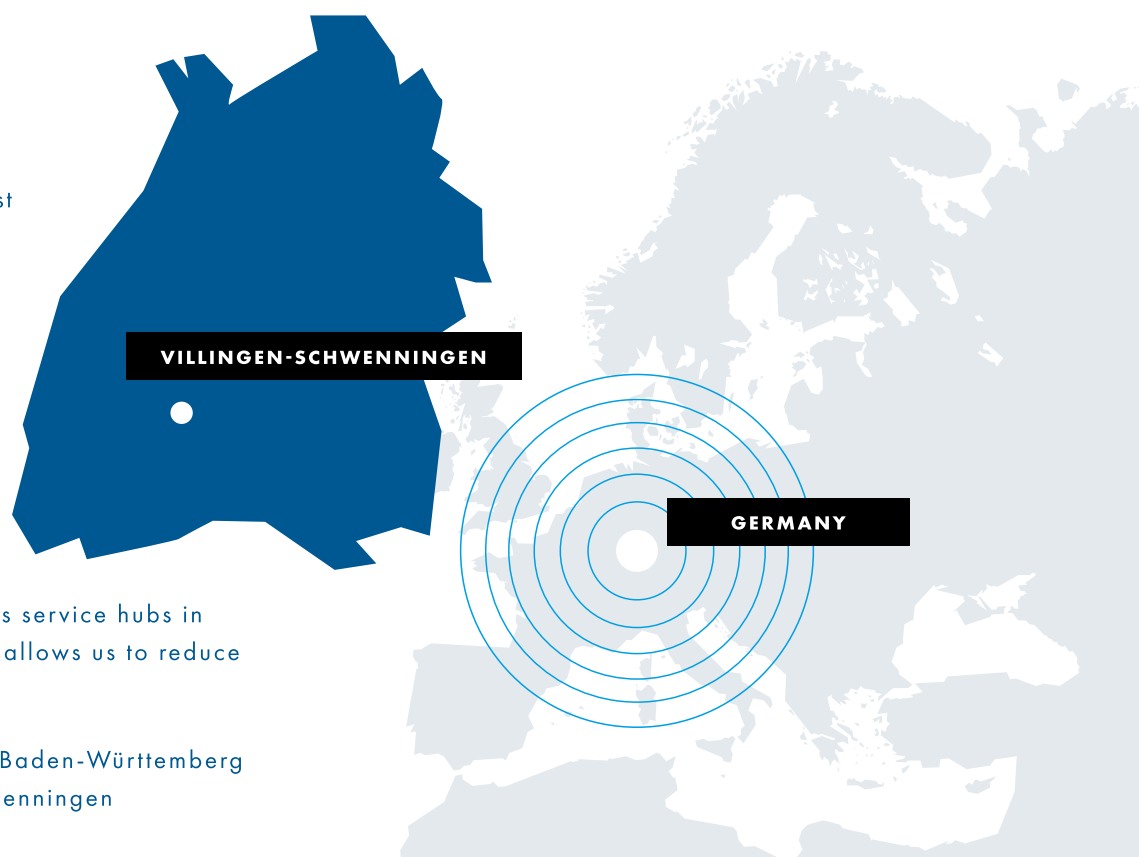 st
VILLINGEN-SCHWENNINGEN
GERMANY
s service hubs in
allows us to reduce
Baden-Württemberg
enningen